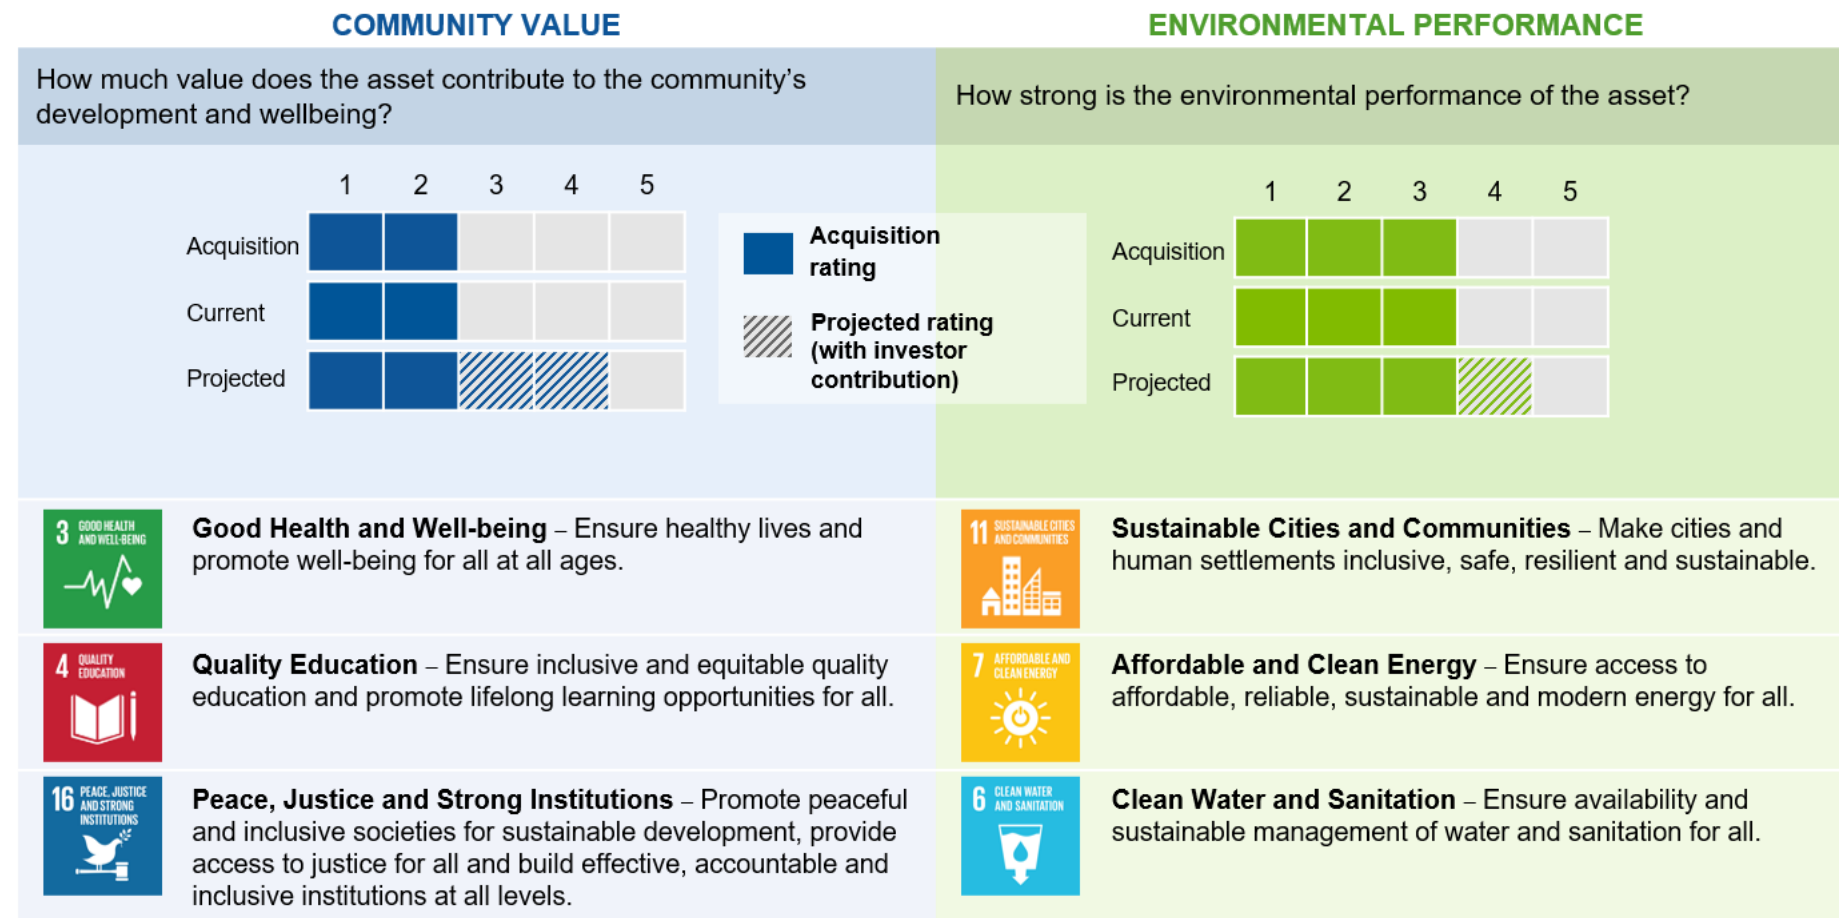 COMMUNITY VALUE
How much value does the asset contribute to the community's
development and wellbeing?
1 2 3 4 5
Acquisition
Current
Projected
Acquisition
rating
Projected rating
(with investor
contribution)
ENVIRONMENTAL PERFORMANCE
How strong is the environmental performance of the asset?
1 2 3 4 5
Acquisition
Current
Projected
3 GOOD HEALTH
AND WELL-BEING
Good Health and Well-being – Ensure healthy lives and
promote well-being for all at all ages.
4 QUALITY
EDUCATION
Quality Education – Ensure inclusive and equitable quality
education and promote lifelong learning opportunities for all.
16 PEACE, JUSTICE
AND STRONG
INSTITUTIONS
Peace, Justice and Strong Institutions – Promote peaceful
and inclusive societies for sustainable development, provide
access to justice for all and build effective, accountable and
inclusive institutions at all levels.
11 SUSTAINABLE CITIES
AND COMMUNITIES
Sustainable Cities and Communities – Make cities and
human settlements inclusive, safe, resilient and sustainable.
7 AFFORDABLE AND
CLEAN ENERGY
Affordable and Clean Energy – Ensure access to
affordable, reliable, sustainable and modern energy for all.
6 CLEAN WATER
AND SANITATION
Clean Water and Sanitation – Ensure availability and
sustainable management of water and sanitation for all.